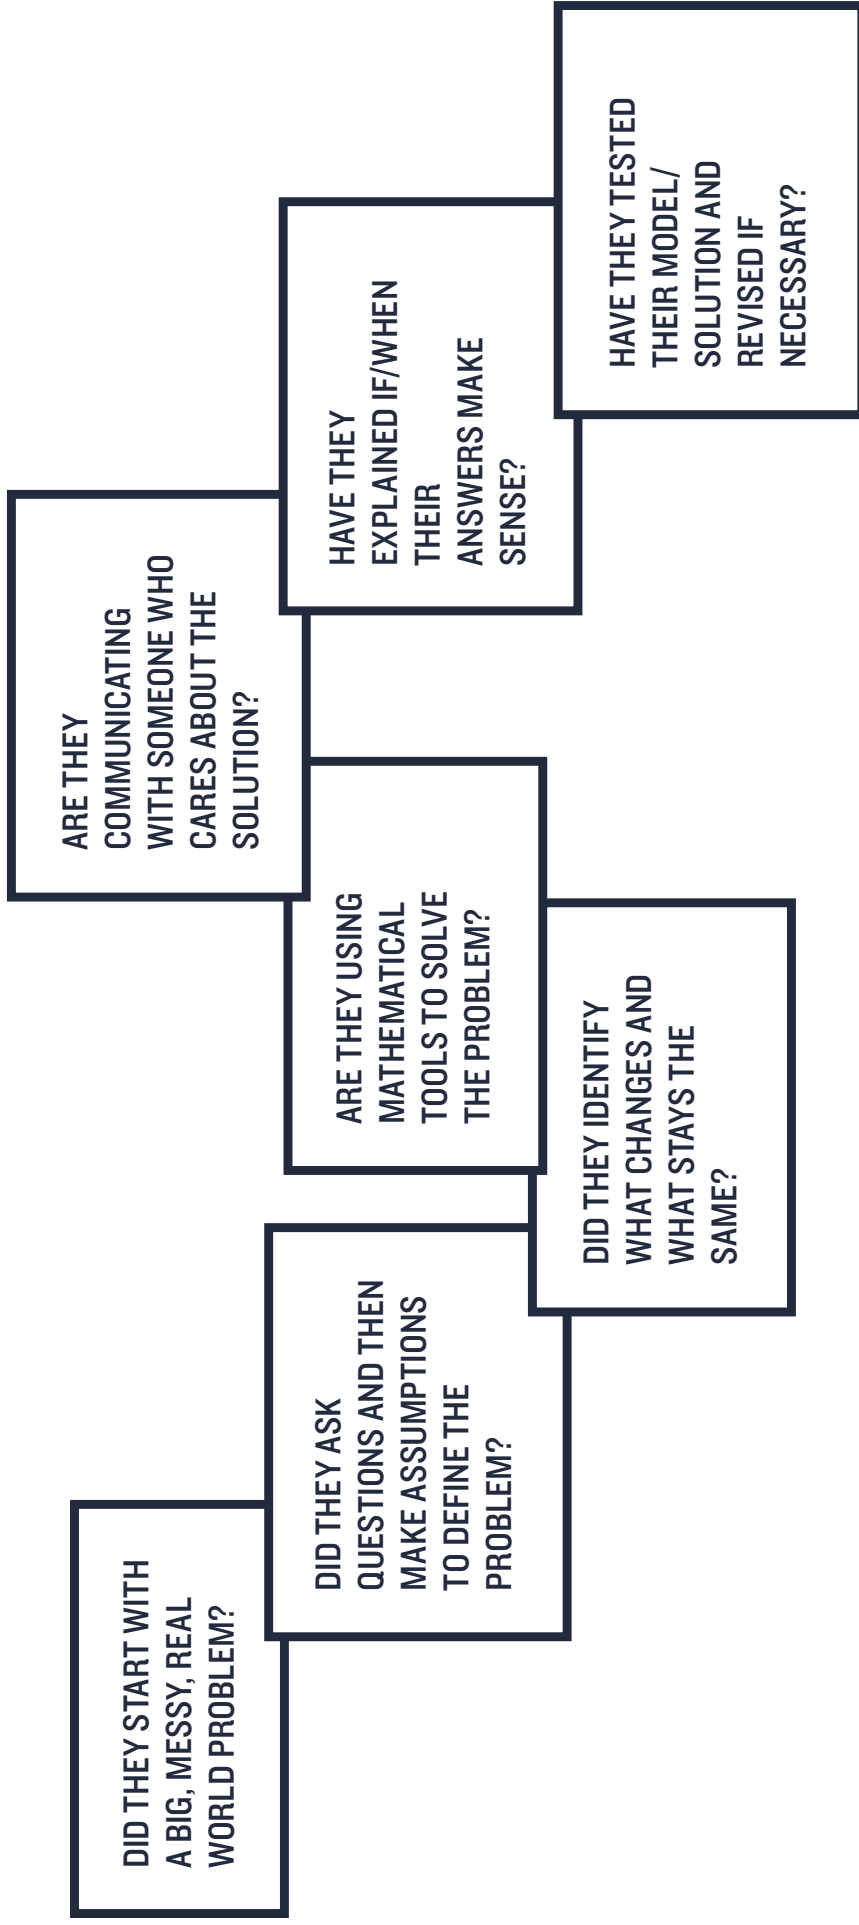 DID THEY START WITH
A BIG, MESSY, REAL
WORLD PROBLEM?
DID THEY ASK
QUESTIONS AND THEN
MAKE ASSUMPTIONS
TO DEFINE THE
PROBLEM?
DID THEY IDENTIFY
WHAT CHANGES AND
WHAT STAYS THE
SAME?
ARE THEY USING
MATHEMATICAL
TOOLS TO SOLVE
THE PROBLEM?
ARE THEY
COMMUNICATING
WITH SOMEONE WHO
CARES ABOUT THE
SOLUTION?
HAVE THEY
EXPLAINED IF/WHEN
THEIR
ANSWERS MAKE
SENSE?
HAVE THEY TESTED
THEIR MODEL/
SOLUTION AND
REVISED IF
NECESSARY?